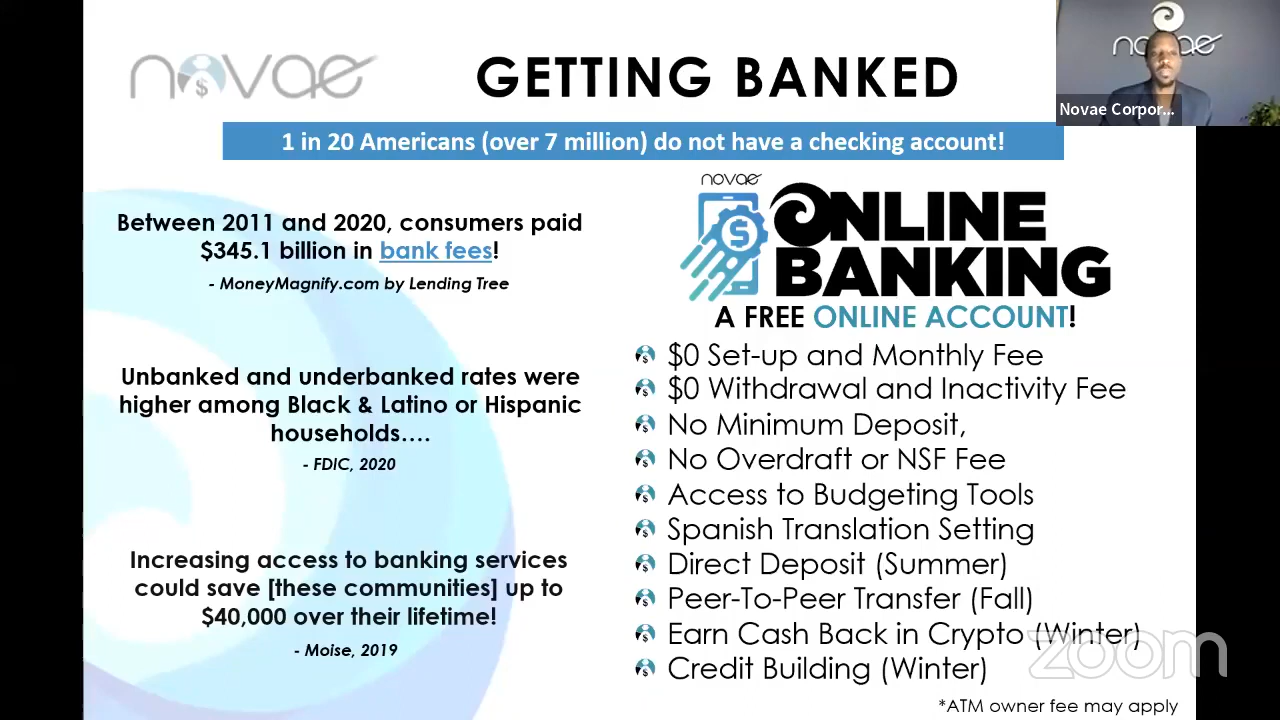 novae
GETTING BANKED
novae
Novae Corpor...
1 in 20 Americans (over 7 million) do not have a checking account!
Between 2011 and 2020, consumers paid
$345.1 billion in bank fees!
- MoneyMagnify.com by Lending Tree
Unbanked and underbanked rates were
higher among Black & Latino or Hispanic
households....
- FDIC, 2020
Increasing access to banking services
could save [these communities] up to
$40,000 over their lifetime!
- Moise, 2019
novae
ONLINE
BANKING
A FREE ONLINE ACCOUNT!
$0 Set-up and Monthly Fee
$0 Withdrawal and Inactivity Fee
No Minimum Deposit,
No Overdraft or NSF Fee
Access to Budgeting Tools
Spanish Translation Setting
Direct Deposit (Summer)
Peer-To-Peer Transfer (Fall)
Earn Cash Back in Crypto (Winter)
Credit Building (Winter)
zoom
*ATM owner fee may apply